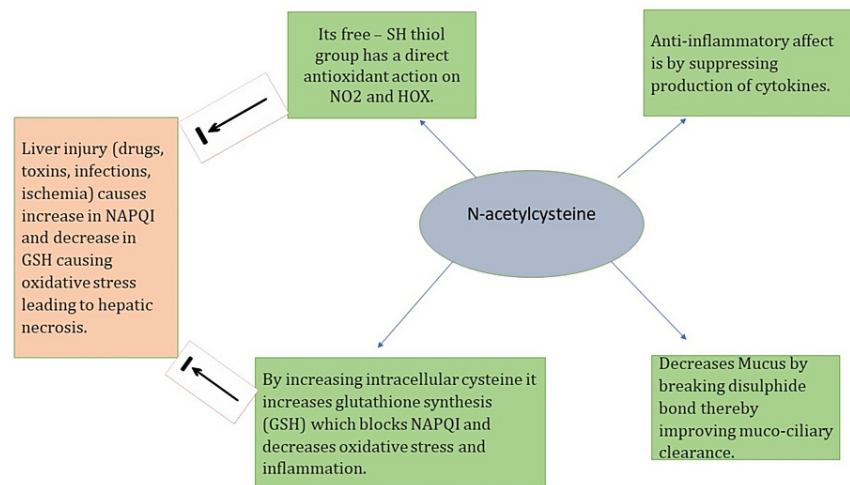 Its free – SH thiol
group has a direct
antioxidant action on
NO2 and HOX.
Anti-inflammatory affect
is by suppressing
production of cytokines.
Liver injury (drugs,
toxins, infections,
ischemia) causes
increase in NAPQI
and decrease in
GSH causing
oxidative stress
leading to hepatic
necrosis.
N-acetylcysteine
By increasing intracellular cysteine it
increases glutathione synthesis
(GSH) which blocks NAPQI and
decreases oxidative stress and
inflammation.
Decreases Mucus by
breaking disulphide
bond thereby
improving muco-ciliary
clearance.